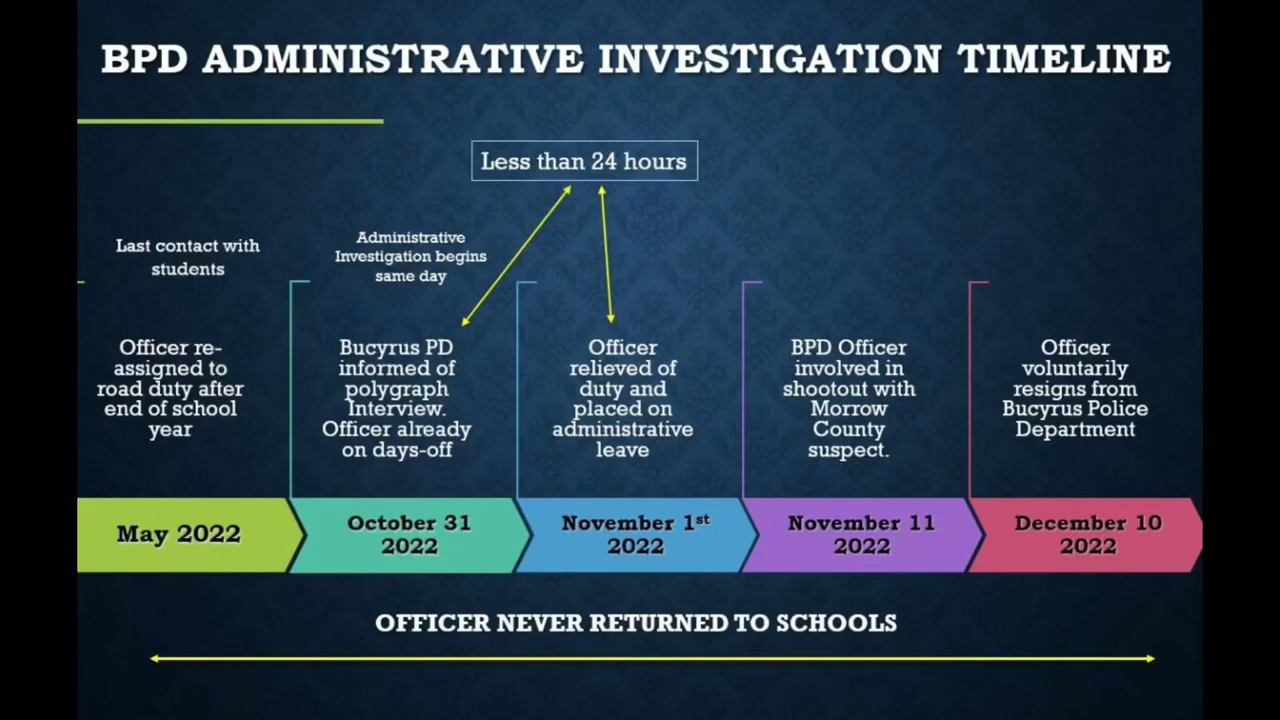 BPD ADMINISTRATIVE INVESTIGATION TIMELINE
Less than 24 hours
Last contact with
students
Administrative
Investigation begins
same day
Officer re-
assigned to
road duty after
end of school
year
Bucyrus PD
informed of
polygraph
Interview.
Officer already
on days-off
Officer
relieved of
duty and
placed on
administrative
leave
BPD Officer
involved in
shootout with
Morrow
County
suspect.
Officer
voluntarily
resigns from
Bucyrus Police
Department
May 2022
October 31
2022
November 1st
2022
November 11
2022
December 10
2022
OFFICER NEVER RETURNED TO SCHOOLS